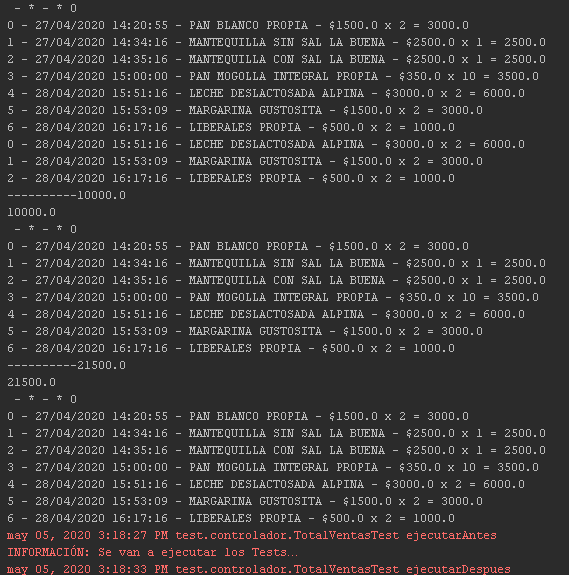 - * - * 0
0 - 27/04/2020 14:20:55 - PAN BLANCO PROPIA - $1500.0 x 2 = 3000.0
1 - 27/04/2020 14:34:16 - MANTEQUILLA SIN SAL LA BUENA - $2500.0 x 1 = 2500.0
2 - 27/04/2020 14:35:16 - MANTEQUILLA CON SAL LA BUENA - $2500.0 x 1 = 2500.0
3 - 27/04/2020 15:00:00 - PAN MOGOLLA INTEGRAL PROPIA - $350.0 x 10 = 3500.0
4 - 28/04/2020 15:51:16 - LECHE DESLACTOSADA ALPINA - $3000.0 x 2 = 6000.0
5 - 28/04/2020 15:53:09 - MARGARINA GUSTOSITA - $1500.0 x 2 = 3000.0
6 - 28/04/2020 16:17:16 - LIBERALES PROPIA - $500.0 x 2 = 1000.0
0 - 28/04/2020 15:51:16 - LECHE DESLACTOSADA ALPINA - $3000.0 x 2 = 6000.0
1 - 28/04/2020 15:53:09 - MARGARINA GUSTOSITA - $1500.0 x 2 = 3000.0
2 - 28/04/2020 16:17:16 - LIBERALES PROPIA - $500.0 x 2 = 1000.0
----------10000.0
10000.0
- * - * 0
0 - 27/04/2020 14:20:55 - PAN BLANCO PROPIA - $1500.0 x 2 = 3000.0
1 - 27/04/2020 14:34:16 - MANTEQUILLA SIN SAL LA BUENA - $2500.0 x 1 = 2500.0
2 - 27/04/2020 14:35:16 - MANTEQUILLA CON SAL LA BUENA - $2500.0 x 1 = 2500.0
3 - 27/04/2020 15:00:00 - PAN MOGOLLA INTEGRAL PROPIA - $350.0 x 10 = 3500.0
4 - 28/04/2020 15:51:16 - LECHE DESLACTOSADA ALPINA - $3000.0 x 2 = 6000.0
5 - 28/04/2020 15:53:09 - MARGARINA GUSTOSITA - $1500.0 x 2 = 3000.0
6 - 28/04/2020 16:17:16 - LIBERALES PROPIA - $500.0 x 2 = 1000.0
----------21500.0
21500.0
- * - * 0
0 - 27/04/2020 14:20:55 - PAN BLANCO PROPIA - $1500.0 x 2 = 3000.0
1 - 27/04/2020 14:34:16 - MANTEQUILLA SIN SAL LA BUENA - $2500.0 x 1 = 2500.0
2 - 27/04/2020 14:35:16 - MANTEQUILLA CON SAL LA BUENA - $2500.0 x 1 = 2500.0
3 - 27/04/2020 15:00:00 - PAN MOGOLLA INTEGRAL PROPIA - $350.0 x 10 = 3500.0
4 - 28/04/2020 15:51:16 - LECHE DESLACTOSADA ALPINA - $3000.0 x 2 = 6000.0
5 - 28/04/2020 15:53:09 - MARGARINA GUSTOSITA - $1500.0 x 2 = 3000.0
6 - 28/04/2020 16:17:16 - LIBERALES PROPIA - $500.0 x 2 = 1000.0
may 05, 2020 3:18:27 PM test.controlador.TotalVentasTest ejecutarAntes
INFORMACIÓN: Se van a ejecutar los Tests...
may 05, 2020 3:18:33 PM test.controlador.TotalVentasTest ejecutarDespues